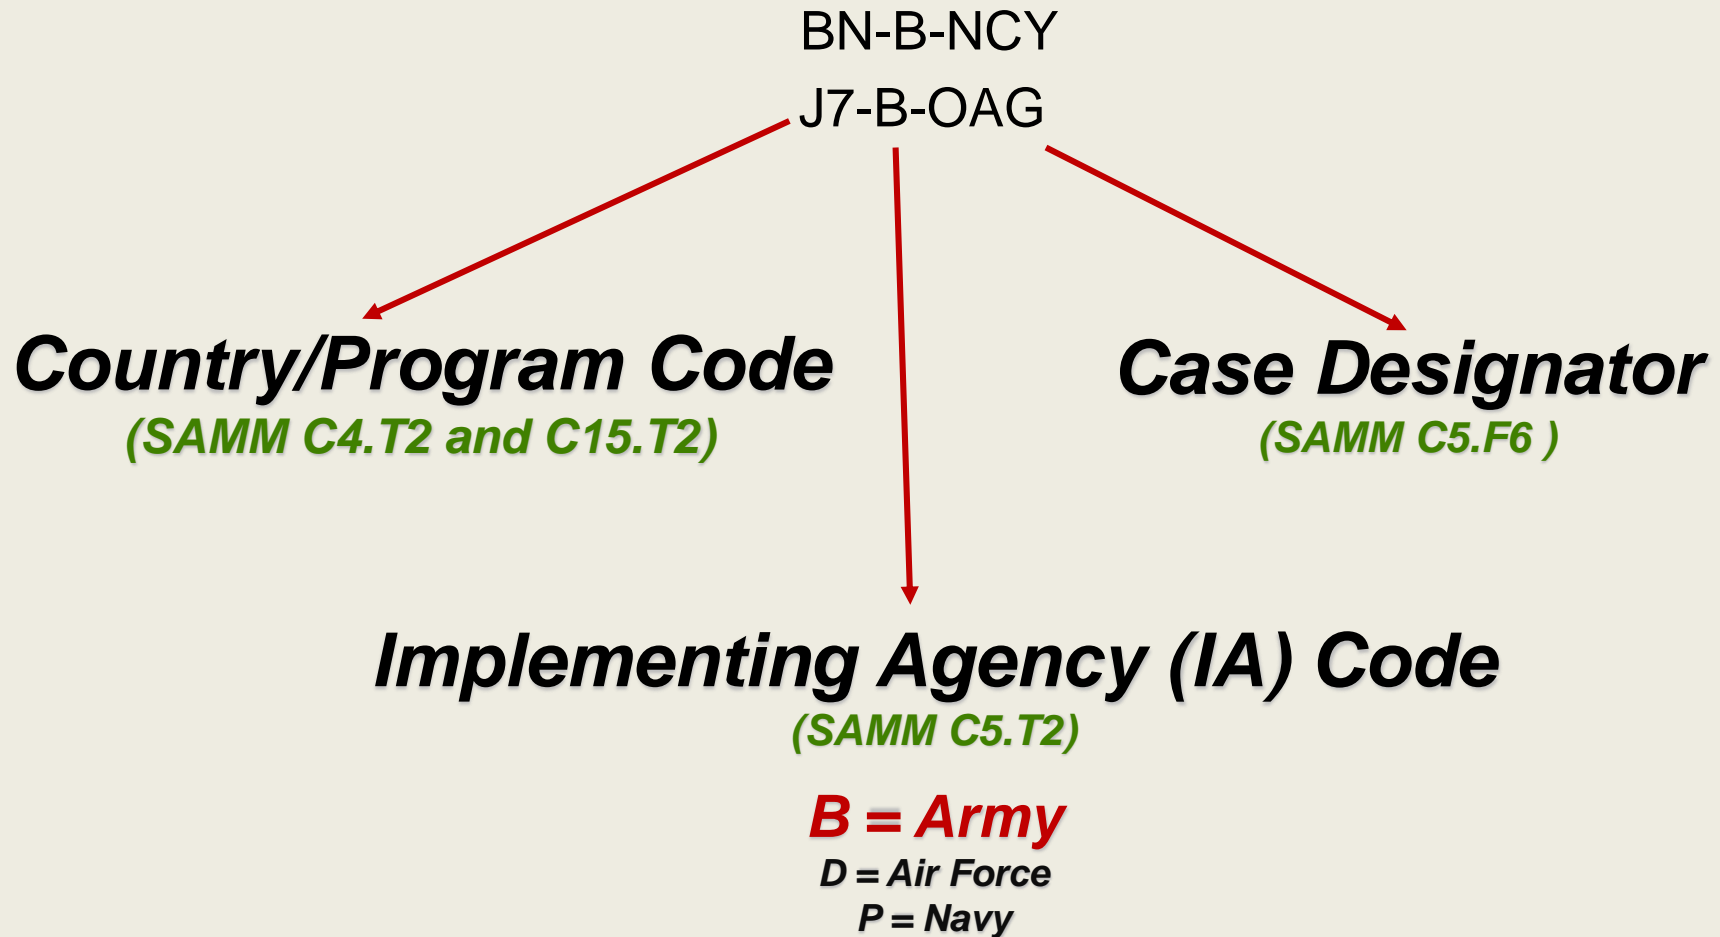 BN-B-NCY
J7-B-OAG
Country/Program Code
(SAMM C4.T2 and C15.T2)
Case Designator
(SAMM C5.F6 )
Implementing Agency (IA) Code
(SAMM C5.T2)
B = Army
D = Air Force
P = Navy